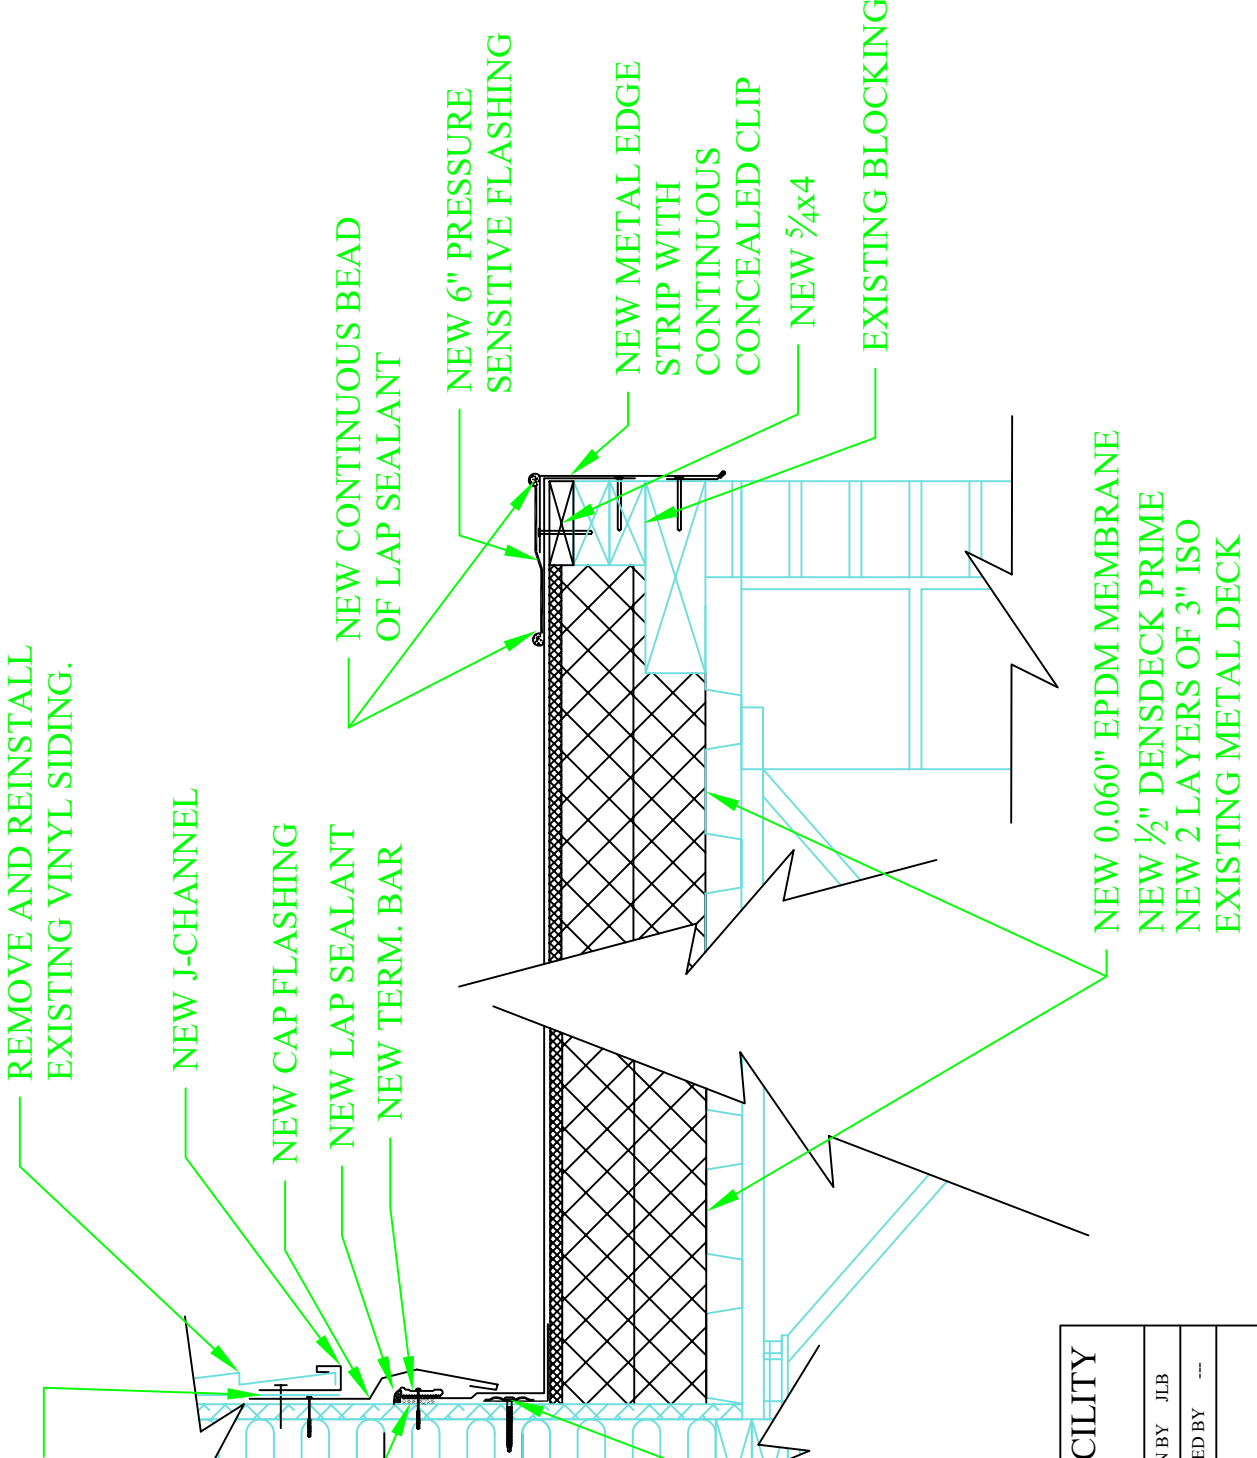 REMOVE AND REINSTALL
EXISTING VINYL SIDING.
NEW J-CHANNEL
NEW CAP FLASHING
NEW LAP SEALANT
NEW TERM. BAR
NEW CONTINUOUS BEAD
OF LAP SEALANT
NEW 6" PRESSURE
SENSITIVE FLASHING
NEW METAL EDGE
STRIP WITH
CONTINUOUS
CONCEALED CLIP
NEW 5/4x4
EXISTING BLOCKING
NEW 0.060" EPDM MEMBRANE
NEW ½" DENSDECK PRIME
NEW 2 LAYERS OF 3" ISO
EXISTING METAL DECK
CILITY
N BY JLB
ED BY ---